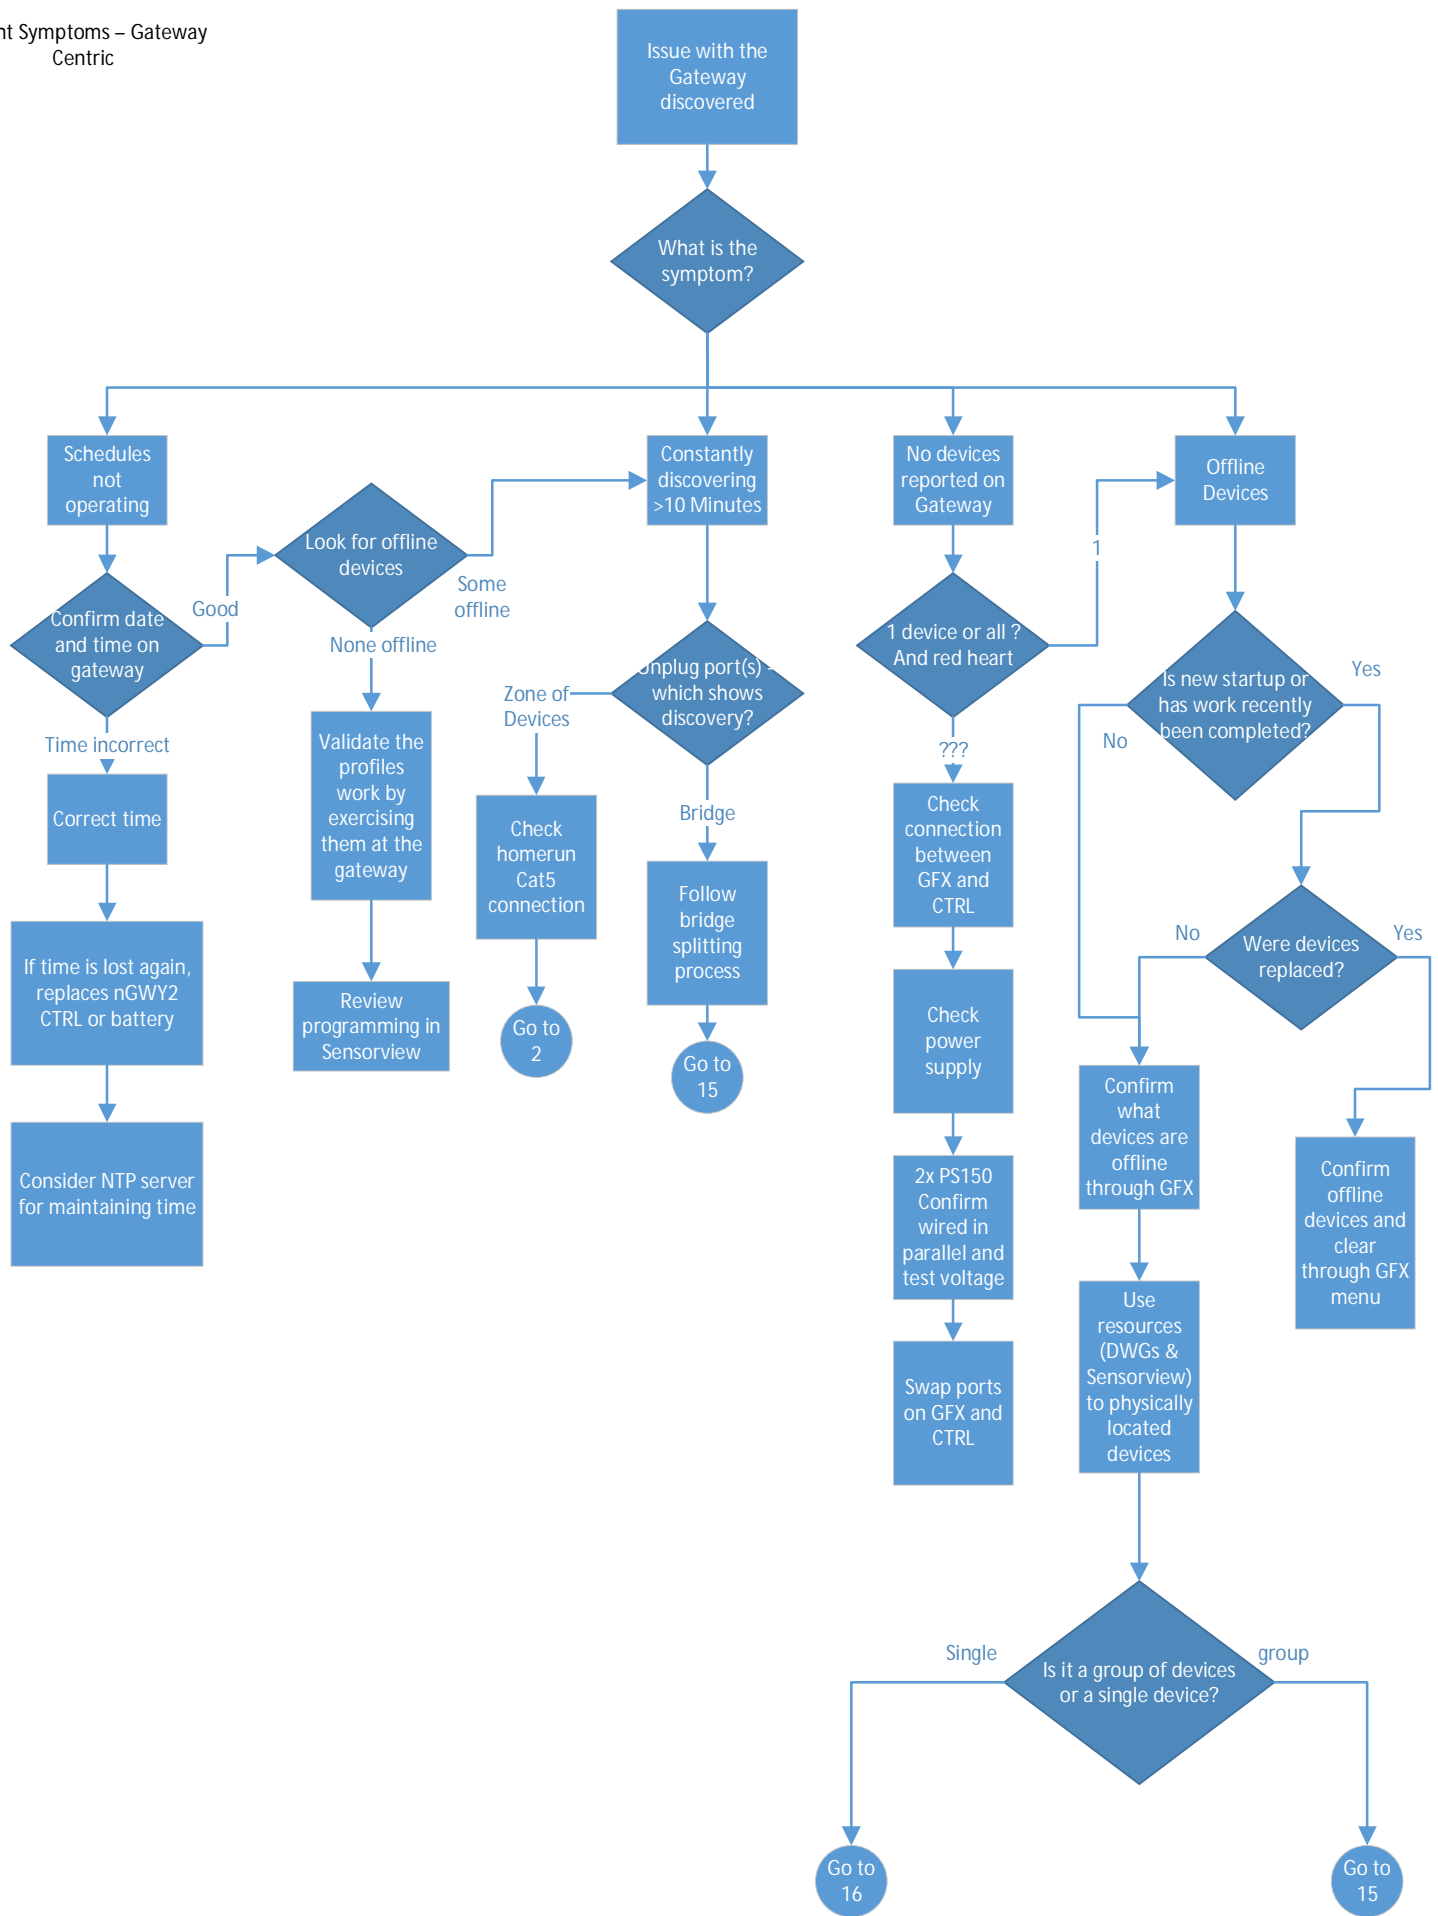 nt Symptoms – Gateway
Centric
Issue with the
Gateway
discovered
What is the
symptom?
Schedules
not
operating
Constantly
discovering
>10 Minutes
No devices
reported on
Gateway
Offline
Devices
Look for offline
devices
Some
offline
None offline
Good
Confirm date
and time on
gateway
Time incorrect
Correct time
If time is lost again,
replaces nGWY2
CTRL or battery
Consider NTP server
for maintaining time
Validate the
profiles
work by
exercising
them at the
gateway
Review
programming in
Sensorview
Unplug port(s) –
which shows
discovery?
Zone of
Devices
Check
homerun
Cat5
connection
Go to
2
Bridge
Follow
bridge
splitting
process
Go to
15
1 device or all ?
And red heart
1
???
Check
connection
between
GFX and
CTRL
Check
power
supply
2x PS150
Confirm
wired in
parallel and
test voltage
Swap ports
on GFX and
CTRL
Is new startup or
has work recently
been completed?
Yes
No
Were devices
replaced?
No
Yes
Confirm
what
devices are
offline
through GFX
Confirm
offline
devices and
clear
through GFX
menu
Use
resources
(DWGs &
Sensorview)
to physically
located
devices
Is it a group of devices
or a single device?
Single
group
Go to
16
Go to
15